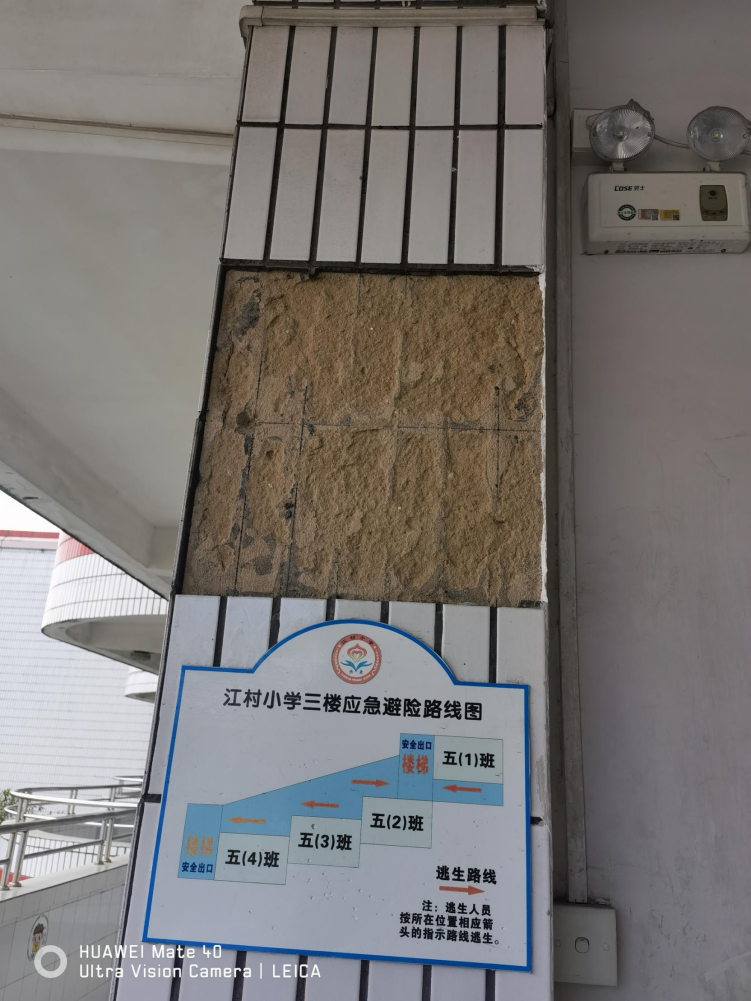 LOSE
江村小学三楼应急避险路线图
安全出口
楼梯
五(1)班
五(2)班
五(3)班
五(4)班
楼梯
安全出口
逃生路线
注：逃生人员
按所在位置相应箭
头的指示路线逃生。
HUAWEI Mate 40
Ultra Vision Camera | LEICA